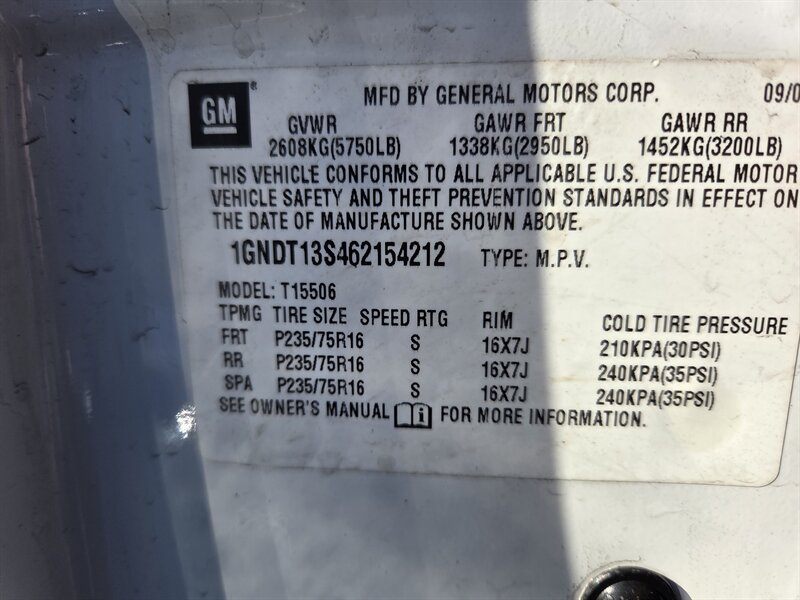 GM ® MFD BY GENERAL MOTORS CORP. 09/0
GVWR GAWR FRT GAWR RR
2608KG(5750LB) 1338KG(2950LB) 1452KG(3200LB)
THIS VEHICLE CONFORMS TO ALL APPLICABLE U.S. FEDERAL MOTOR
VEHICLE SAFETY AND THEFT PREVENTION STANDARDS IN EFFECT ON
THE DATE OF MANUFACTURE SHOWN ABOVE.
1GNDT13S462154212 TYPE: M.P.V.
MODEL: T15506
TPMG TIRE SIZE SPEED RTG RIM COLD TIRE PRESSURE
FRT P235/75R16 S 16X7J 210KPA(30PSI)
RR P235/75R16 S 16X7J 240KPA(35PSI)
SPA P235/75R16 S 16X7J 240KPA(35PSI)
SEE OWNER'S MANUAL i FOR MORE INFORMATION.